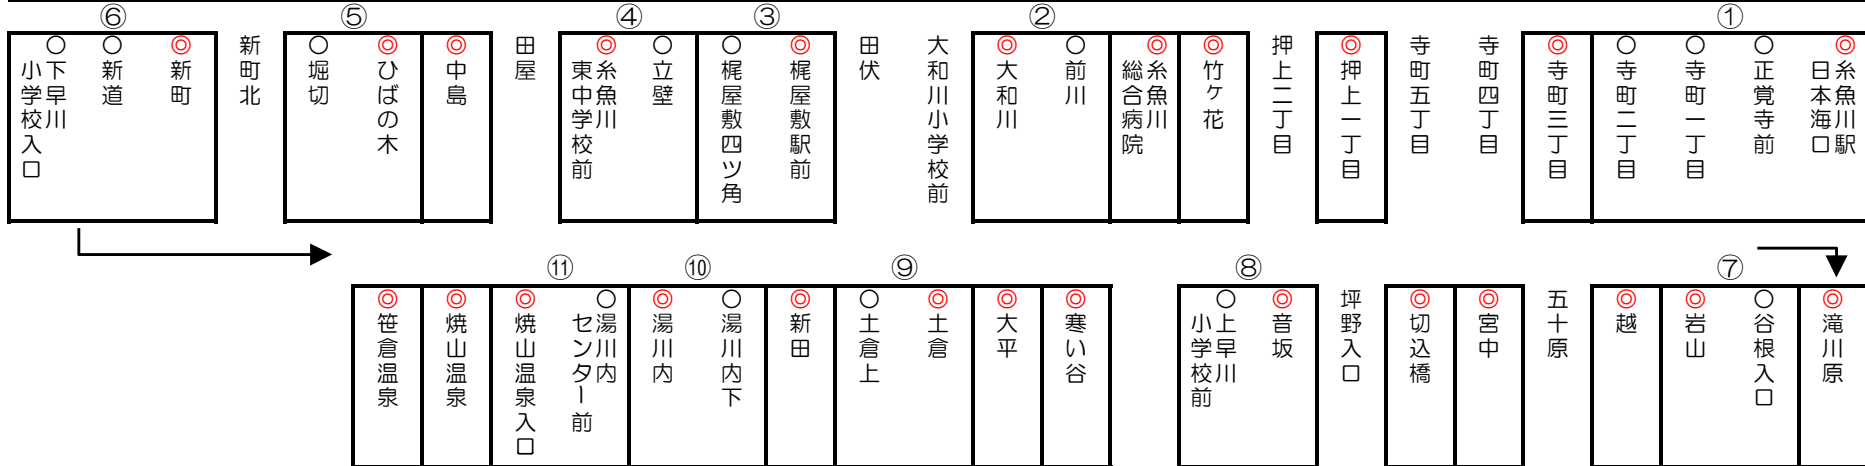 ①
◎
糸魚川駅
日本海口
○
正覚寺前
○
寺町一丁目
○
寺町二丁目
◎
寺町三丁目
寺町四丁目
寺町五丁目
◎
押上一丁目
押上二丁目
◎
竹ヶ花
◎
糸魚川
総合病院
②
○
前川
◎
大和川
大和川小学校前
田伏
③
◎
梶屋敷駅前
○
梶屋敷四ツ角
④
○
立壁
◎
糸魚川
東中学校前
田屋
◎
中島
⑤
◎
ひばの木
○
堀切
新町北
⑥
◎
新町
○
新道
○
下早川
小学校入口
◎
滝川原
⑦
○
谷根入口
◎
岩山
◎
越
五十原
◎
宮中
◎
切込橋
坪野入口
⑧
◎
音坂
○
上早川
小学校前
◎
寒い谷
◎
大平
⑨
◎
土倉
○
土倉上
◎
新田
⑩
○
湯川内下
◎
湯川内
⑪
○
湯川内
センター前
◎
焼山温泉入口
◎
焼山温泉
◎
笹倉温泉